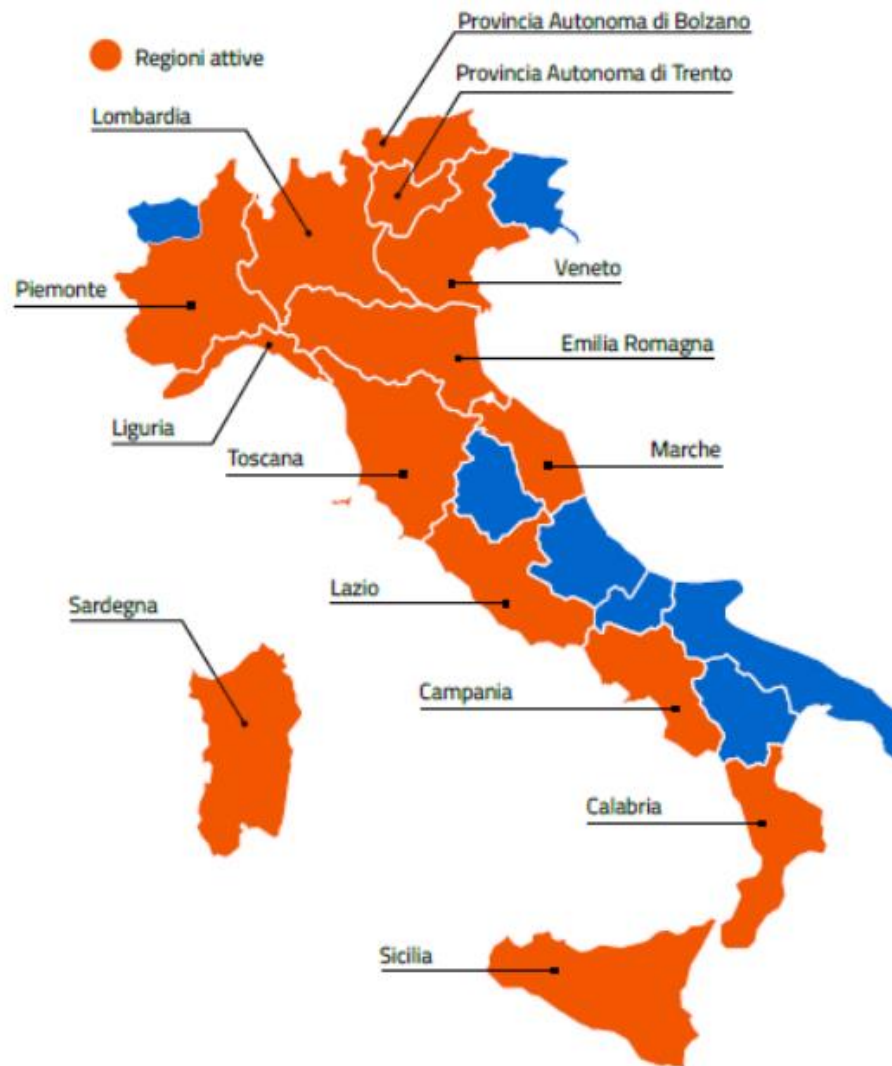 Provincia Autonoma di Bolzano
Regioni attive
Provincia Autonoma di Trento
Lombardia
Veneto
Piemonte
Emilia Romagna
Liguria
Toscana
Marche
Lazio
Sardegna
Campania
Calabria
Sicilia